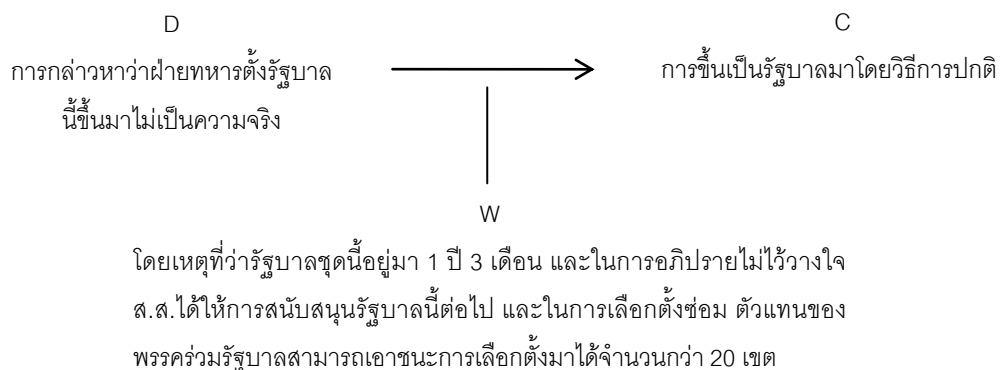 D
การกล่าวหาว่าฝ่ายทหารตั้งรัฐบาล
นี้ขึ้นมาไม่เป็นความจริง
C
การขึ้นเป็นรัฐบาลมาโดยวิธีการปกติ
W
โดยเหตุที่ว่ารัฐบาลชุดนี้อยู่มา 1 ปี 3 เดือน และในการอภิปรายไม่ไว้วางใจ
ส.ส.ได้ให้การสนับสนุนรัฐบาลนี้ต่อไป และในการเลือกตั้งซ่อม ตัวแทนของ
พรรคร่วมรัฐบาลสามารถเอาชนะการเลือกตั้งมาได้จำนวนกว่า 20 เขต